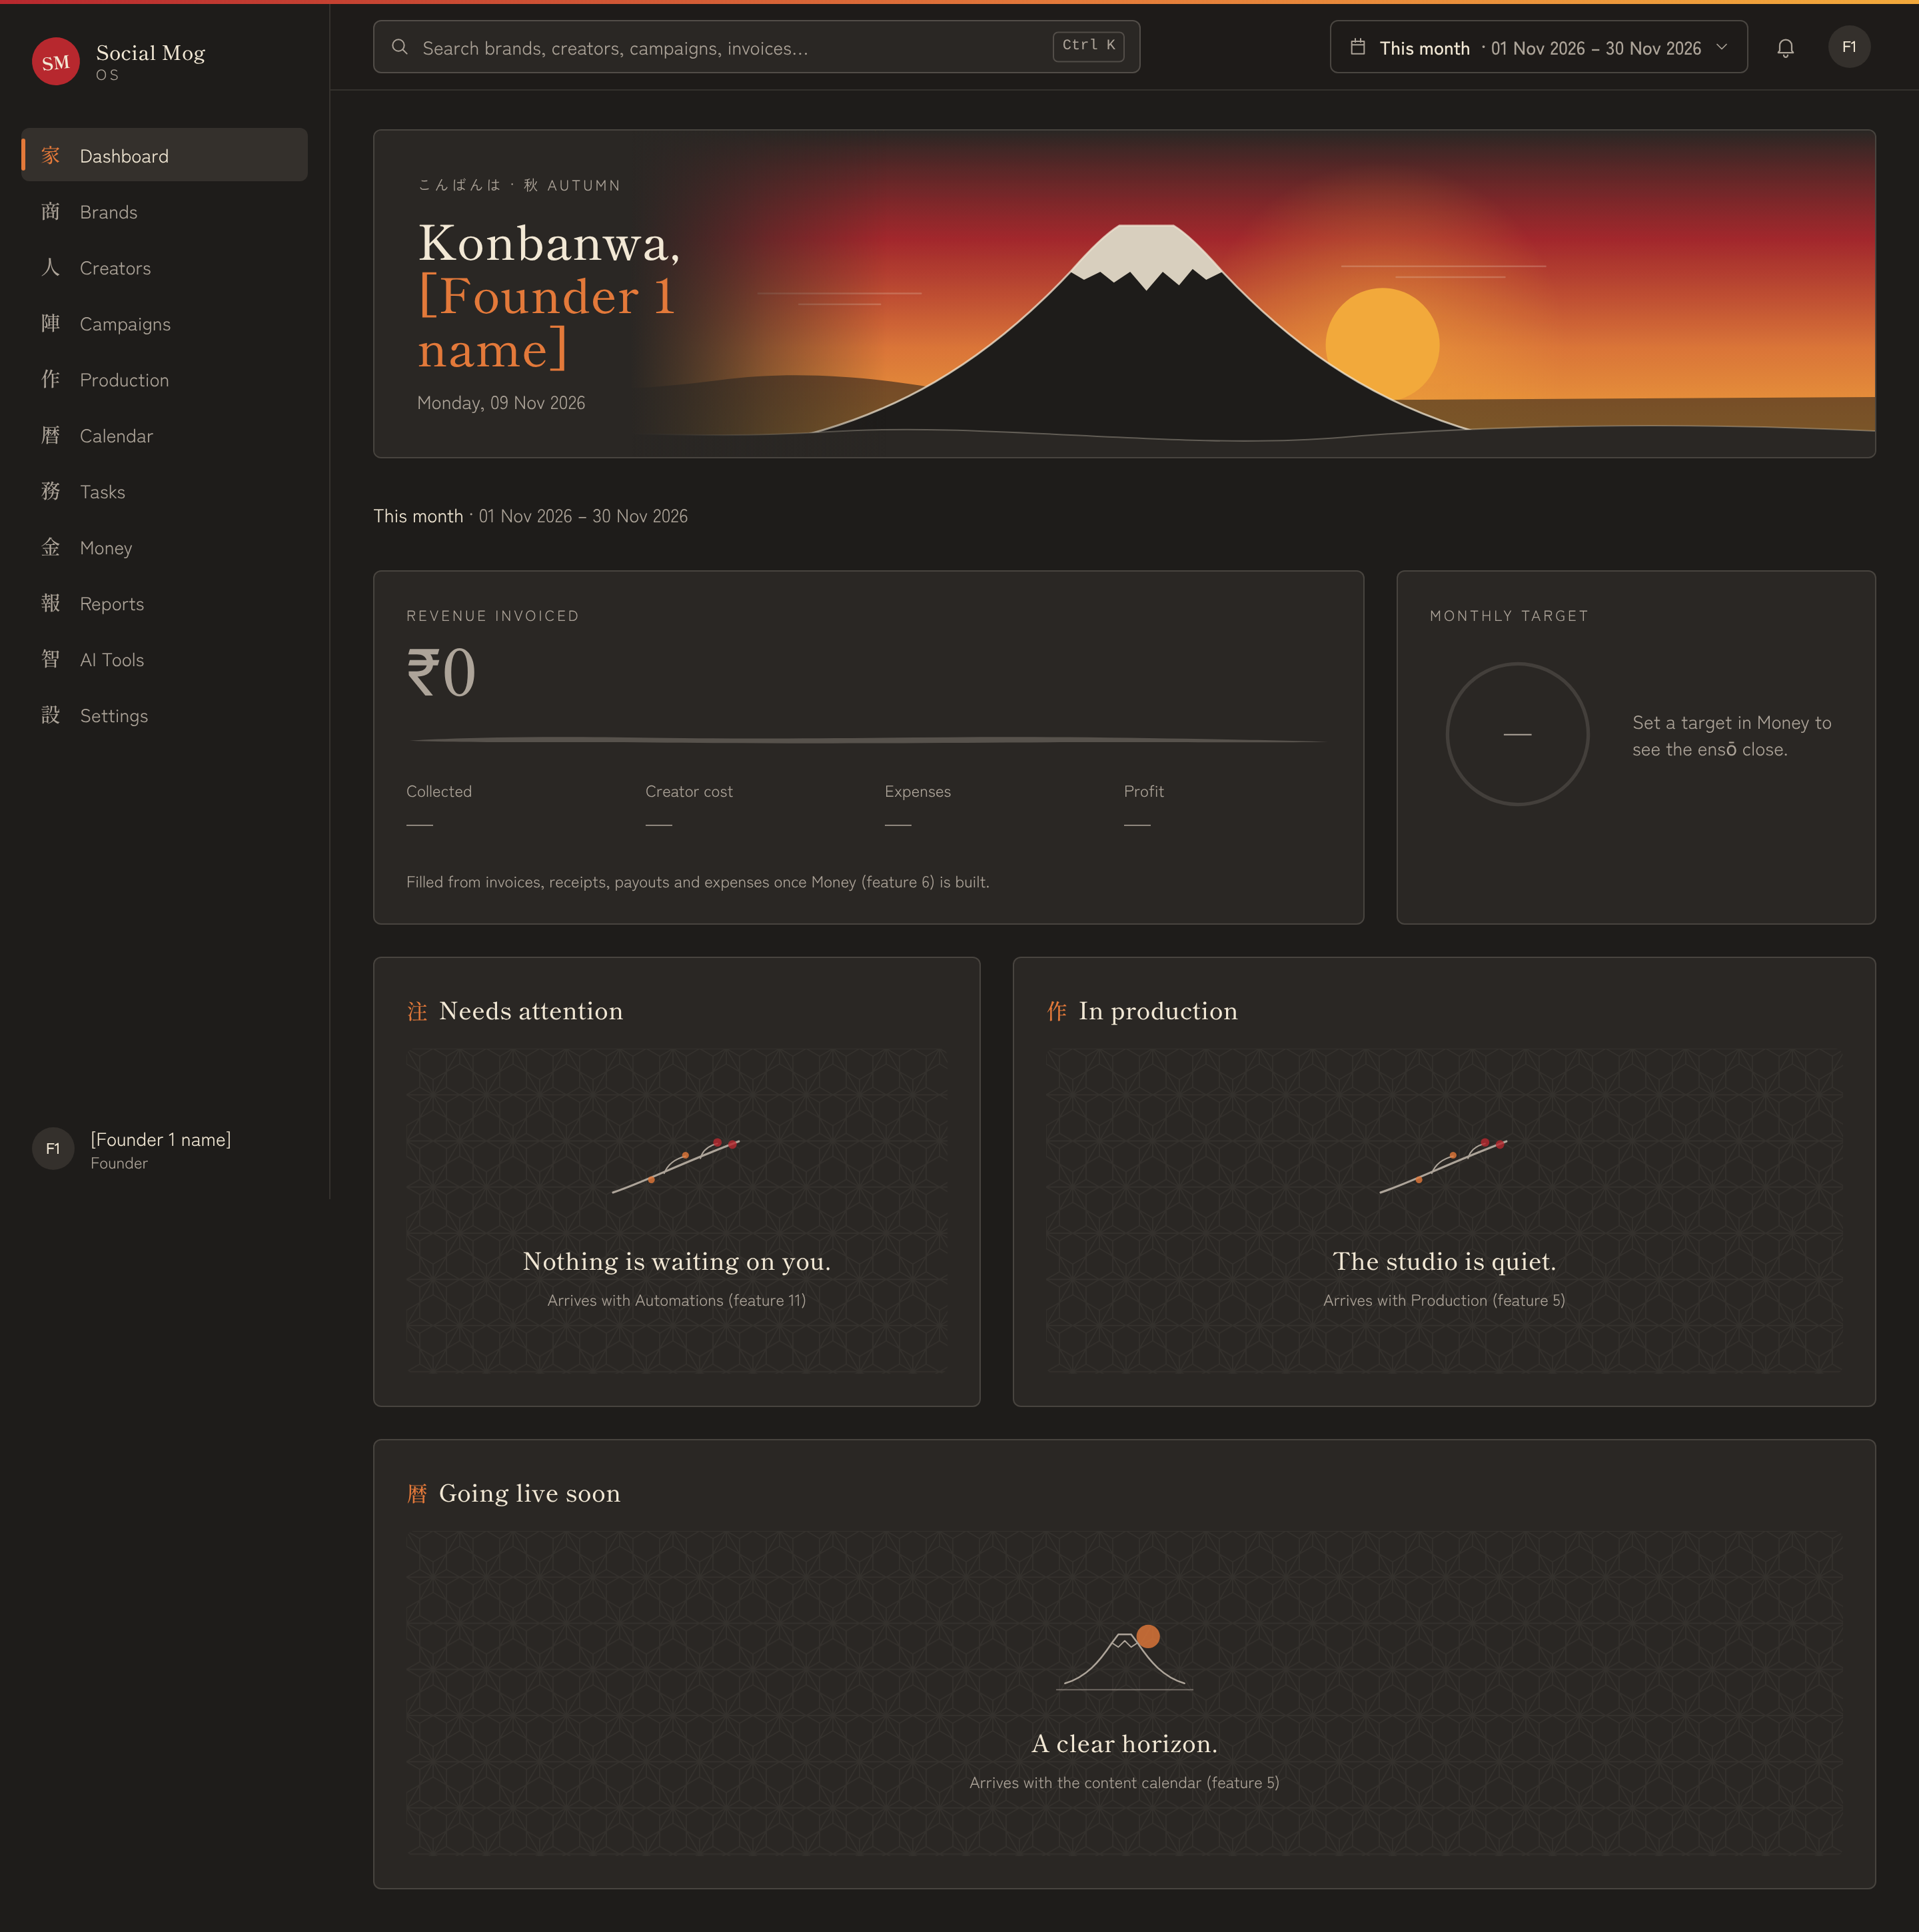 SM
Social Mog
OS
Search brands, creators, campaigns, invoices...
Ctrl K
This month · 01 Nov 2026 – 30 Nov 2026
F1
家 Dashboard
商 Brands
人 Creators
陣 Campaigns
作 Production
暦 Calendar
務 Tasks
金 Money
報 Reports
智 AI Tools
設 Settings
F1
[Founder 1 name]
Founder
こんばんは · 秋 AUTUMN
Konbanwa,
[Founder 1
name]
Monday, 09 Nov 2026
This month · 01 Nov 2026 – 30 Nov 2026
REVENUE INVOICED
₹0
Collected
—
Creator cost
—
Expenses
—
Profit
—
Filled from invoices, receipts, payouts and expenses once Money (feature 6) is built.
MONTHLY TARGET
—
Set a target in Money to
see the ensō close.
注 Needs attention
Nothing is waiting on you.
Arrives with Automations (feature 11)
作 In production
The studio is quiet.
Arrives with Production (feature 5)
暦 Going live soon
A clear horizon.
Arrives with the content calendar (feature 5)